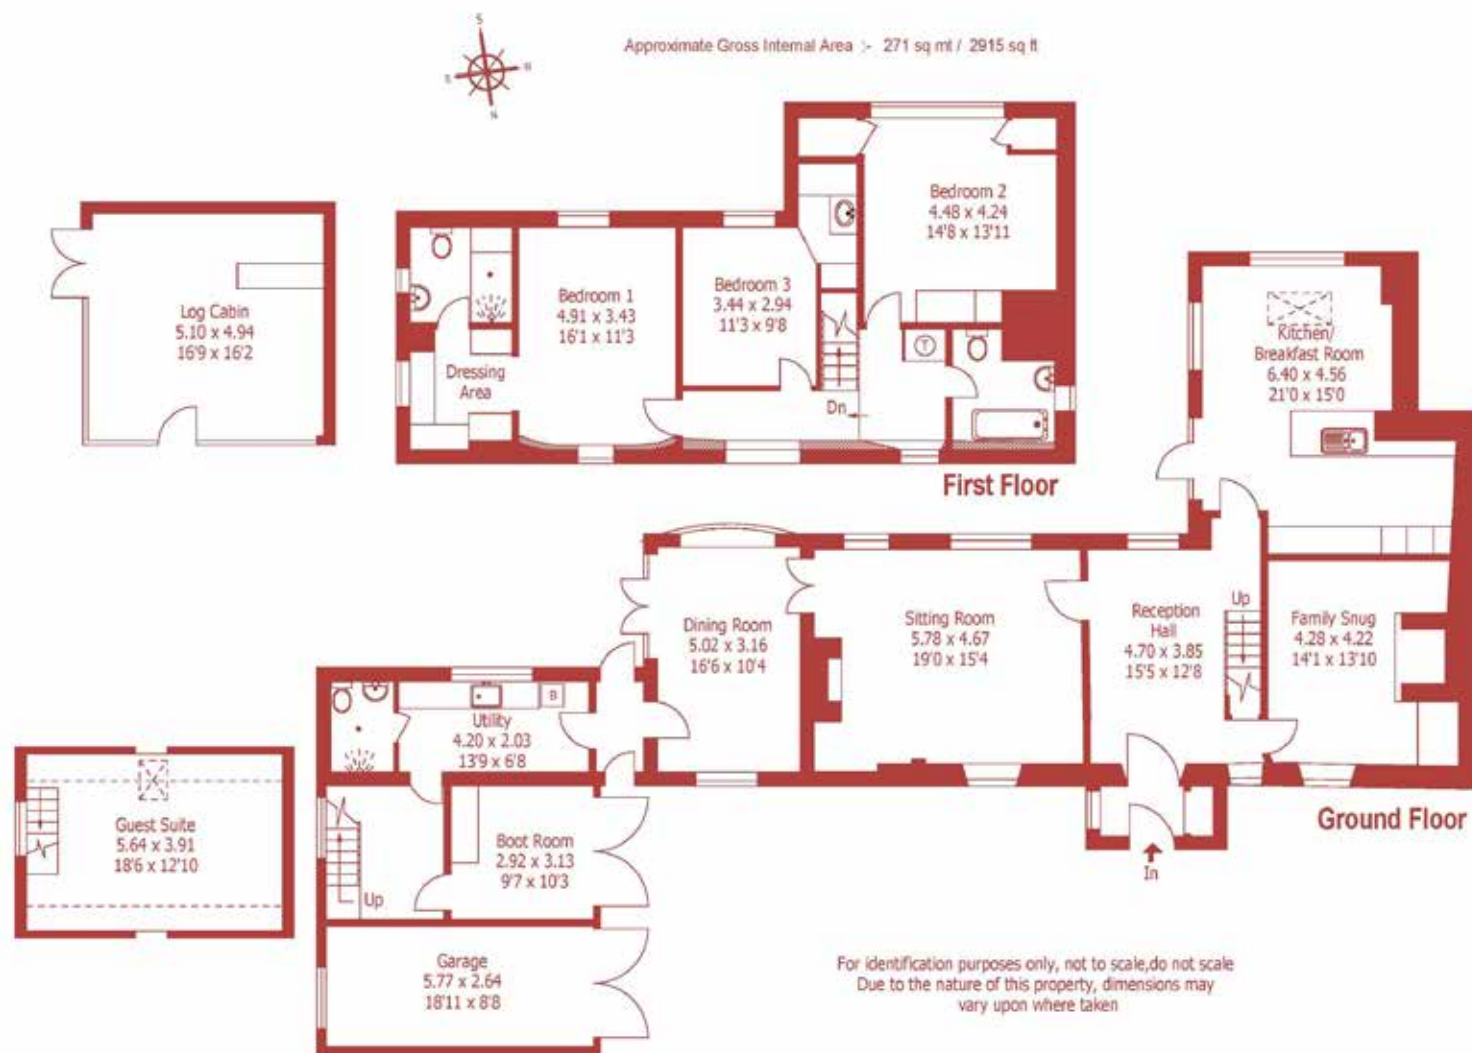 Approximate Gross Internal Area :- 271 sq mt / 2915 sq ft
S
N
Log Cabin
5.10 x 4.94
16'9 x 16'2
Bedroom 1
4.91 x 3.43
16'1 x 11'3
Dressing
Area
Bedroom 3
3.44 x 2.94
11'3 x 9'8
Bedroom 2
4.48 x 4.24
14'8 x 13'11
T
Dn
First Floor
Kitchen/
Breakfast Room
6.40 x 4.56
21'0 x 15'0
Dining Room
5.02 x 3.16
16'6 x 10'4
Sitting Room
5.78 x 4.67
19'0 x 15'4
Reception
Hall
4.70 x 3.85
15'5 x 12'8
Up
Family Snug
4.28 x 4.22
14'1 x 13'10
B
Utility
4.20 x 2.03
13'9 x 6'8
Guest Suite
5.64 x 3.91
18'6 x 12'10
Boot Room
2.92 x 3.13
9'7 x 10'3
Up
In
Ground Floor
Garage
5.77 x 2.64
18'11 x 8'8
For identification purposes only, not to scale,do not scale
Due to the nature of this property, dimensions may
vary upon where taken